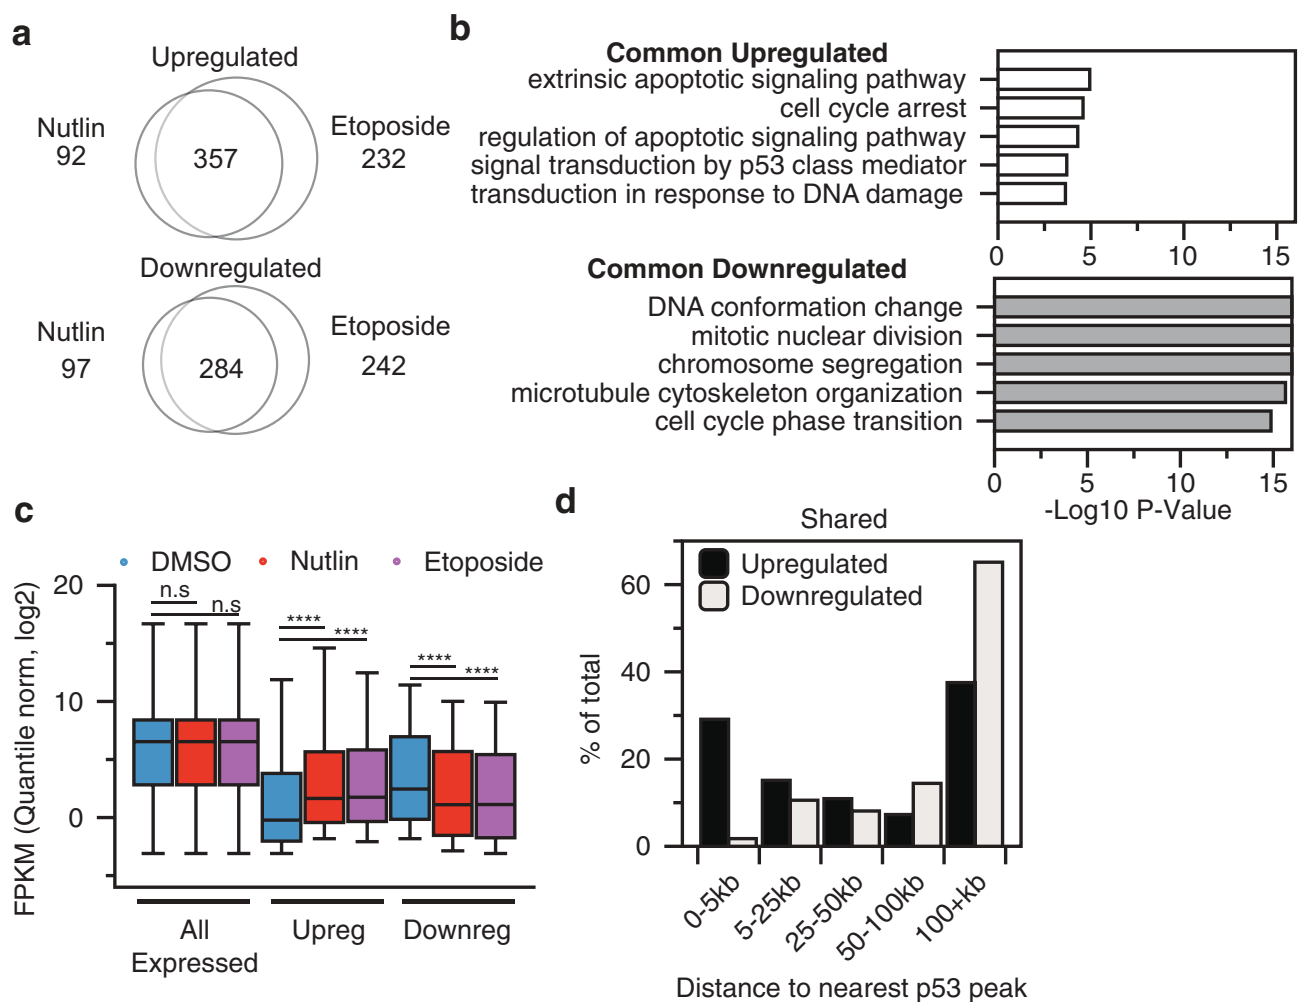 a
Upregulated
Nutlin
92
357
Etoposide
232
Downregulated
Nutlin
97
284
Etoposide
242
b
Common Upregulated
extrinsic apoptotic signaling pathway
cell cycle arrest
regulation of apoptotic signaling pathway
signal transduction by p53 class mediator
transduction in response to DNA damage
0 5 10 15
Common Downregulated
DNA conformation change
mitotic nuclear division
chromosome segregation
microtubule cytoskeleton organization
cell cycle phase transition
0 5 10 15
-Log10 P-Value
c
DMSO Nutlin Etoposide
FPKM (Quantile norm, log2)
20
10
0
n.s
n.s
****
****
****
****
All
Expressed
Upreg
Downreg
d
Shared
Upregulated
Downregulated
% of total
60
40
20
0
0-5kb
5-25kb
25-50kb
50-100kb
100+kb
Distance to nearest p53 peak